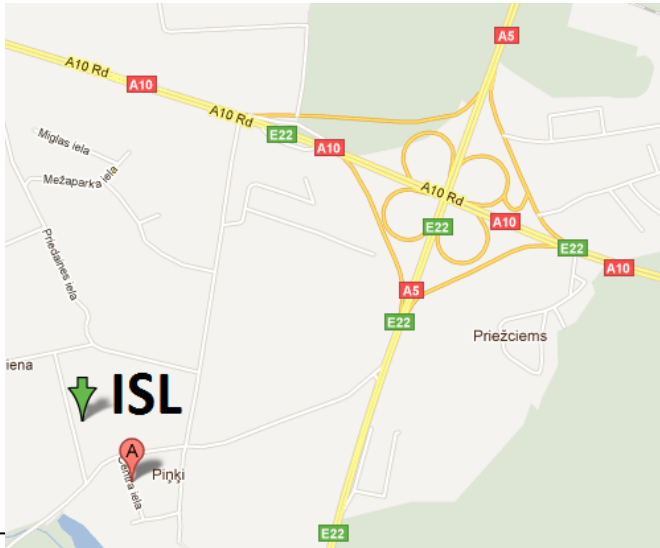 A5
A10 Rd
A10
A10 Rd
E22
A10
Miglas iela
Mežaparka iela
A10 Rd
A10
E22
E22
A10
Priedaines iela
A5
E22
Priežciems
iena
ISL
A
Piņķi
Centra iela
E22